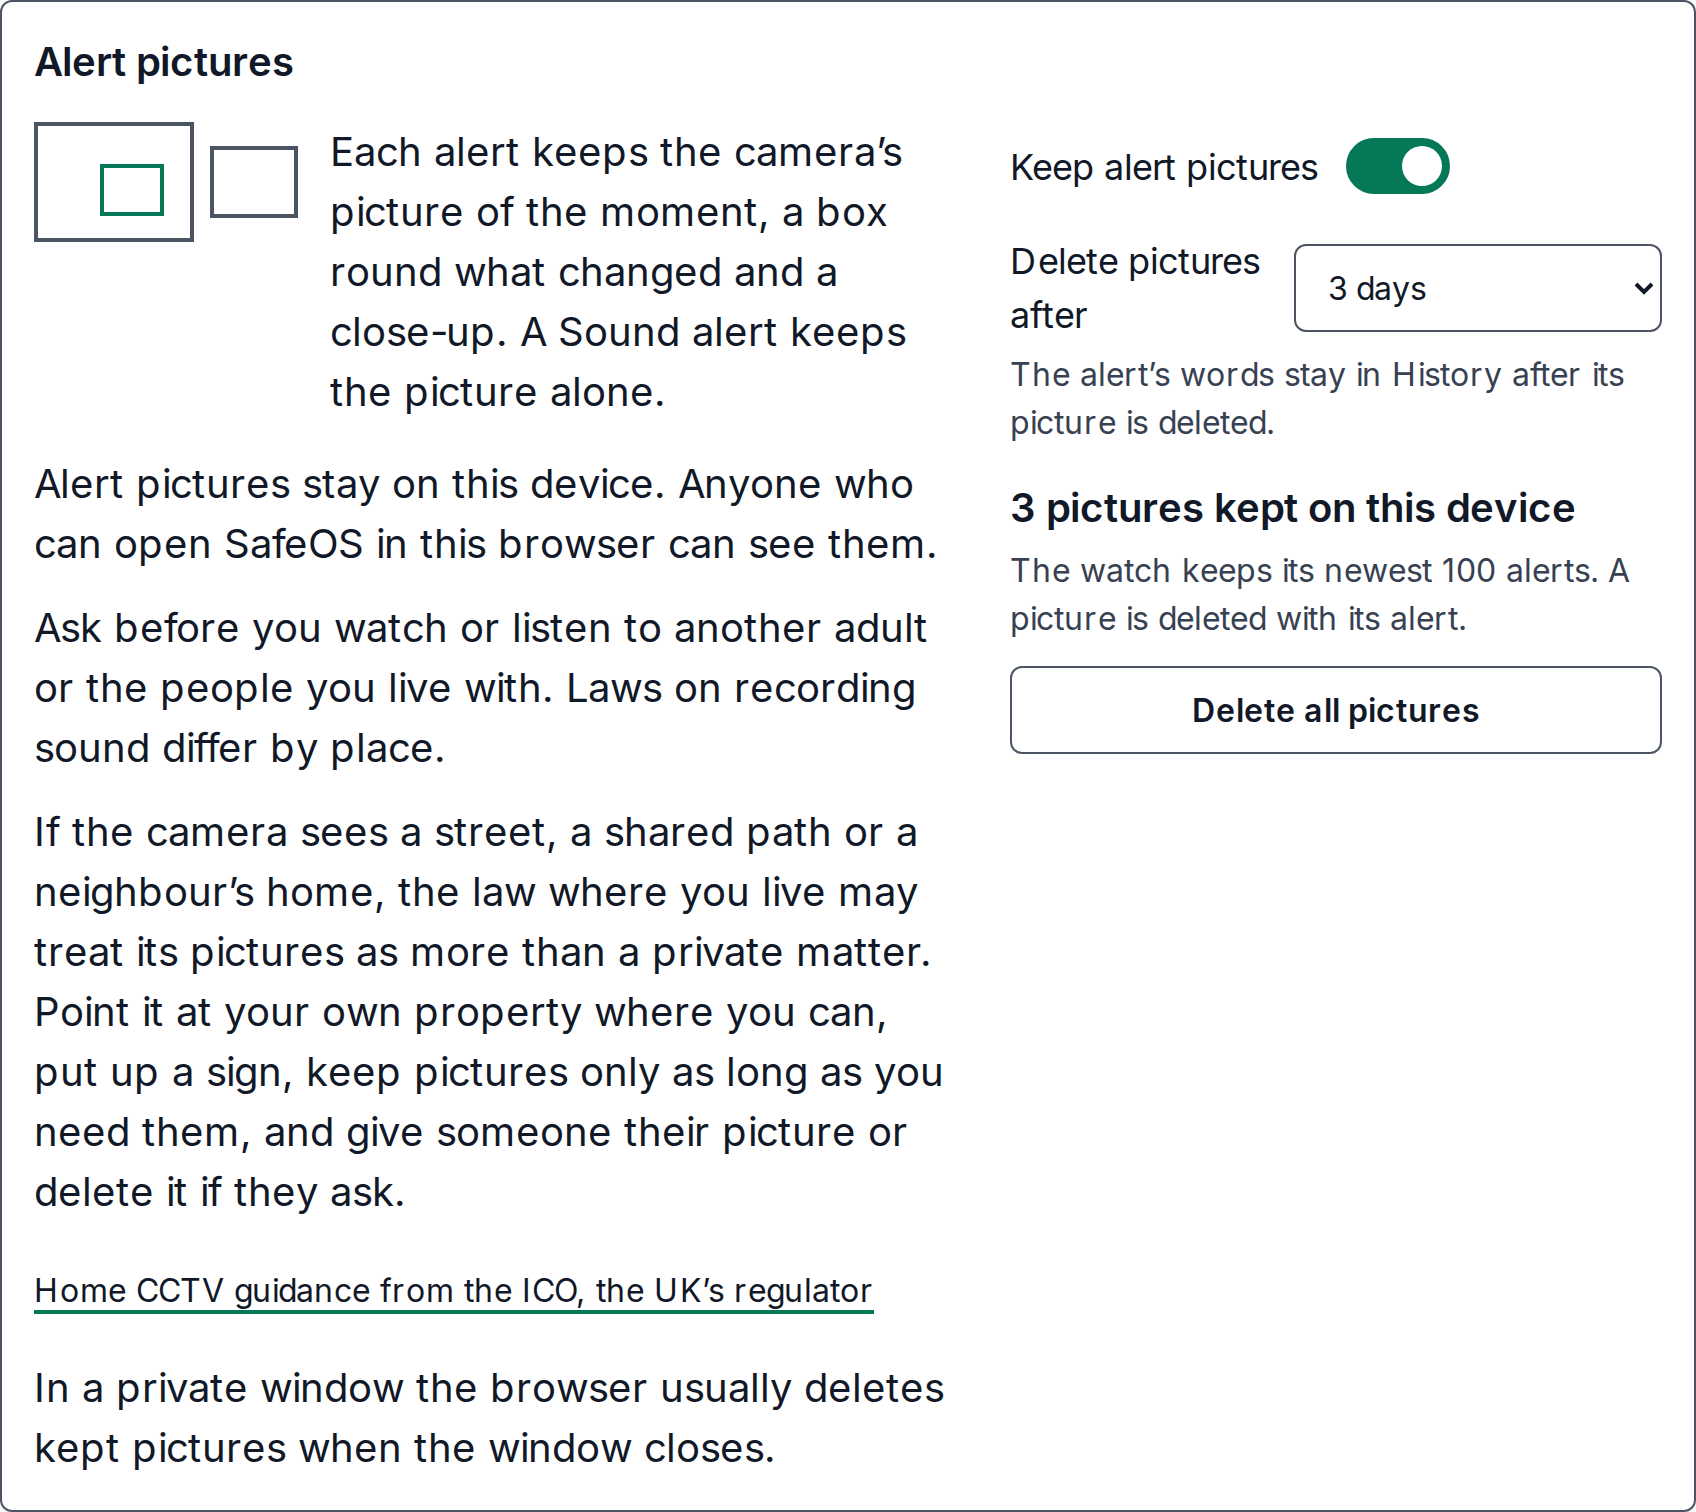 Alert pictures
Each alert keeps the camera’s
picture of the moment, a box
round what changed and a
close-up. A Sound alert keeps
the picture alone.
Alert pictures stay on this device. Anyone who
can open SafeOS in this browser can see them.
Ask before you watch or listen to another adult
or the people you live with. Laws on recording
sound differ by place.
If the camera sees a street, a shared path or a
neighbour’s home, the law where you live may
treat its pictures as more than a private matter.
Point it at your own property where you can,
put up a sign, keep pictures only as long as you
need them, and give someone their picture or
delete it if they ask.
Home CCTV guidance from the ICO, the UK’s regulator
In a private window the browser usually deletes
kept pictures when the window closes.
Keep alert pictures
Delete pictures
after
3 days
The alert’s words stay in History after its
picture is deleted.
3 pictures kept on this device
The watch keeps its newest 100 alerts. A
picture is deleted with its alert.
Delete all pictures